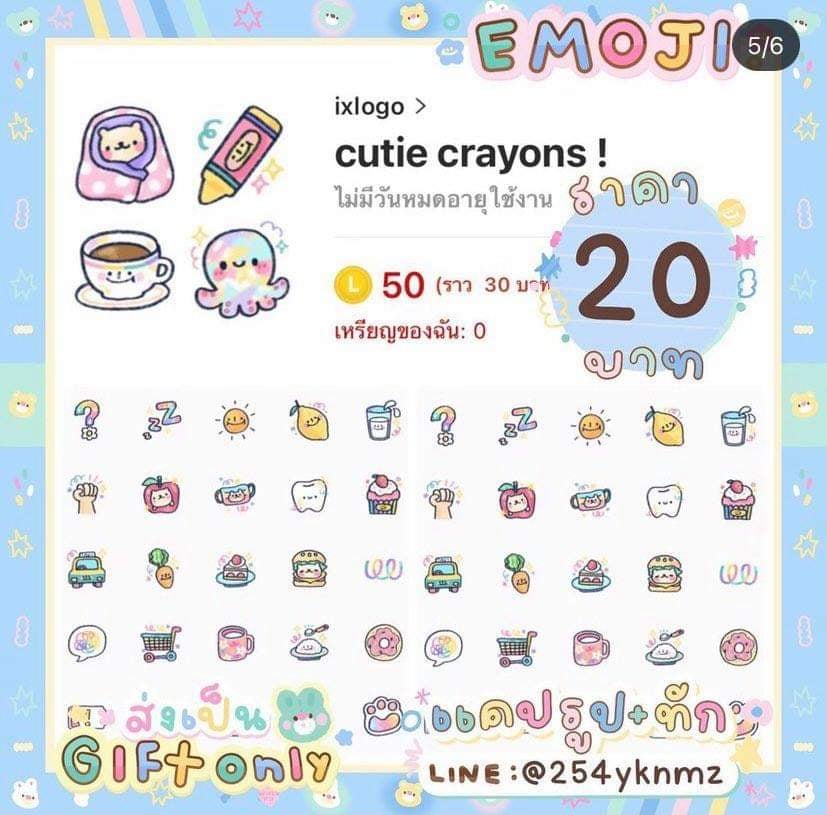 EMOJI
5/6
ixlogo >
cutie crayons !
ไม่มีวันหมดอายุใช้งาน
ราคา
20
บาท
L 50 (ราว 30 บาท
เหรียญของฉัน: 0
ส่งเป็น
Gift only
แคปรูป+ทัก
LINE:@254yknmz